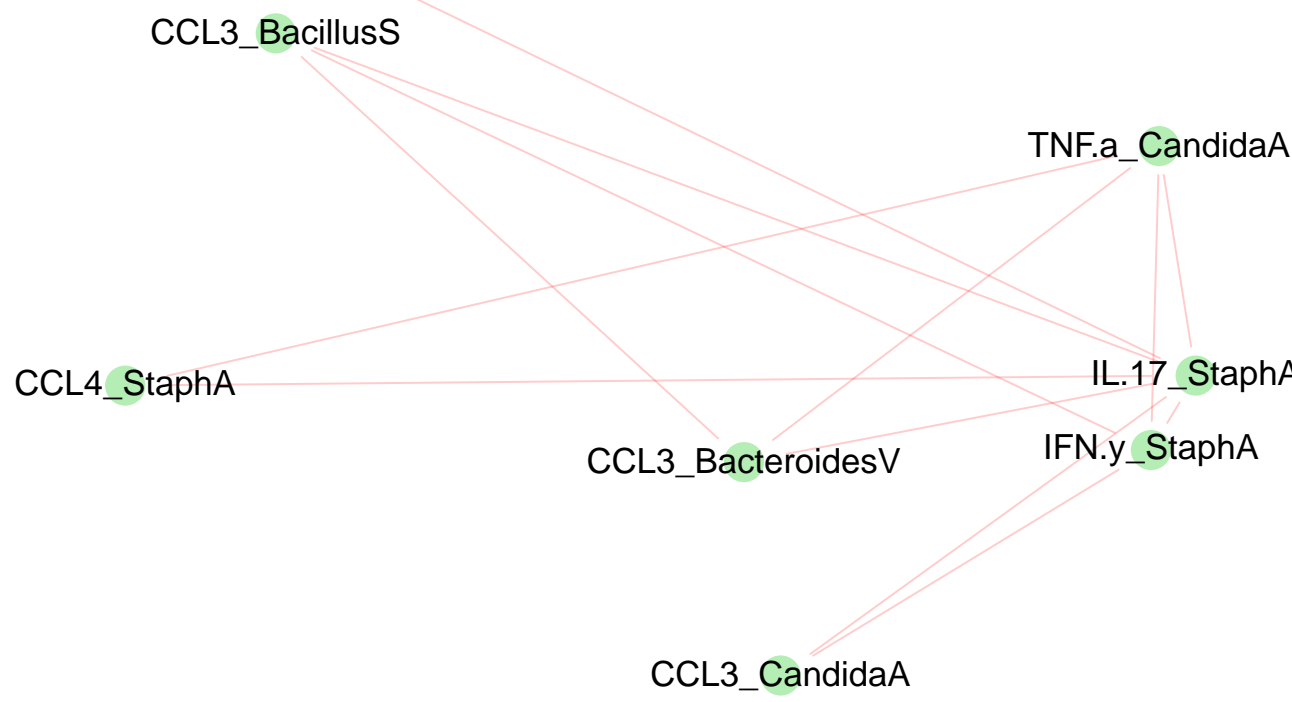 CCL3_BacillusS
TNF.a_CandidaA
CCL4_StaphA
IL.17_StaphA
IFN.y_StaphA
CCL3_BacteroidesV
CCL3_CandidaA